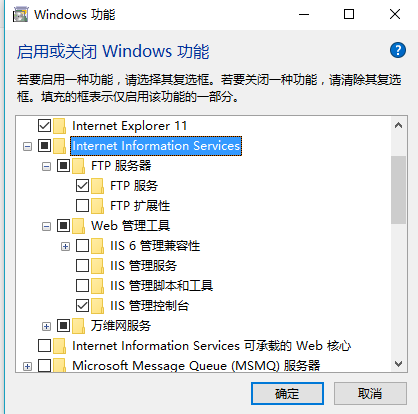 Windows 功能
启用或关闭 Windows 功能
若要启用一种功能，请选择其复选框。若要关闭一种功能，请清除其复选
框。填充的框表示仅启用该功能的一部分。
Internet Explorer 11
Internet Information Services
FTP 服务器
FTP 服务
FTP 扩展性
Web 管理工具
IIS 6 管理兼容性
IIS 管理服务
IIS 管理脚本和工具
IIS 管理控制台
万维网服务
Internet Information Services 可承载的 Web 核心
Microsoft Message Queue (MSMQ) 服务器
确定
取消